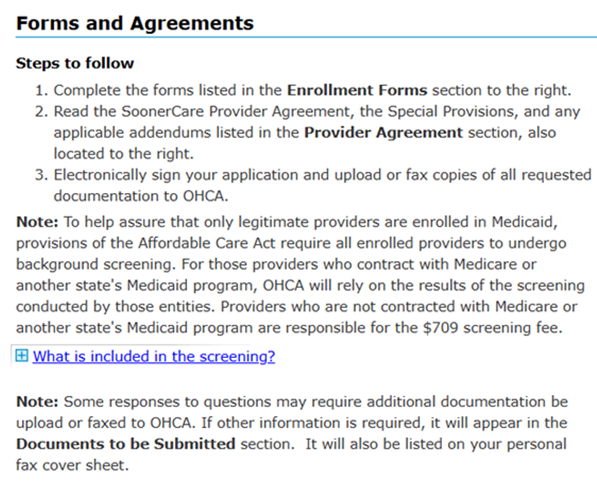 Forms and Agreements
Steps to follow
1. Complete the forms listed in the Enrollment Forms section to the right.
2. Read the SoonerCare Provider Agreement, the Special Provisions, and any
applicable addendums listed in the Provider Agreement section, also
located to the right.
3. Electronically sign your application and upload or fax copies of all requested
documentation to OHCA.
Note: To help assure that only legitimate providers are enrolled in Medicaid,
provisions of the Affordable Care Act require all enrolled providers to undergo
background screening. For those providers who contract with Medicare or
another state's Medicaid program, OHCA will rely on the results of the screening
conducted by those entities. Providers who are not contracted with Medicare or
another state's Medicaid program are responsible for the $709 screening fee.
What is included in the screening?
Note: Some responses to questions may require additional documentation be
upload or faxed to OHCA. If other information is required, it will appear in the
Documents to be Submitted section.  It will also be listed on your personal
fax cover sheet.